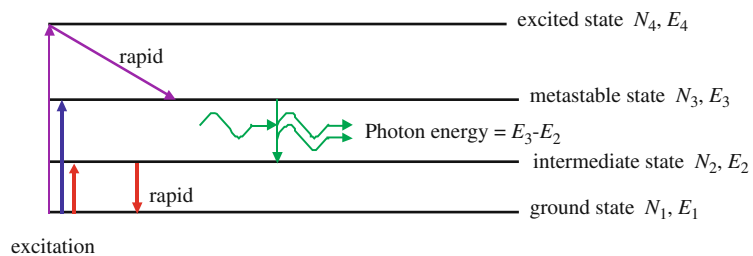 excited state N₄, E₄
rapid
metastable state N₃, E₃
Photon energy = E₃-E₂
intermediate state N₂, E₂
rapid
ground state N₁, E₁
excitation